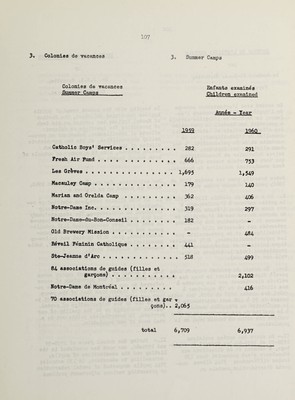 107
3. Colonies de vacances 3. Summer Camps
Colonies de vacances Enfants examinés
Summer Camps Children examined
Année - Year
1959 1960
Catholic Boys' Services . . . . . . . . . 282 291
Fresh Air Fund . . . . . . . . . . . . 666 753
Les Grèves . . . . . . . . . . . . . . . 1,695 1,549
Macauley Camp . . . . . . . . . . . . . . 179 140
Marian and Orelda Camp . . . . . . . . . 362 406
Notre-Dame Inc. . . . . . . . . . . . . . 319 297
Notre-Dame-du-Bon-Conseil . . . . . . . 182 -
Old Brewery Mission . . . . . . . . . . - 484
Réveil Féminin Catholique . . . . . . . . 441 -
Ste-Jeanne d'Arc . . . . . . . . . . . . 518 499
84 associations de guides (filles et
garçons) . . . . . . . . . . . 2,102
Notre-Dame de Montréal . . . . . . . . . 416
70 associations de guides (filles et gar
çons).. 2,065
total 6,709 6,937